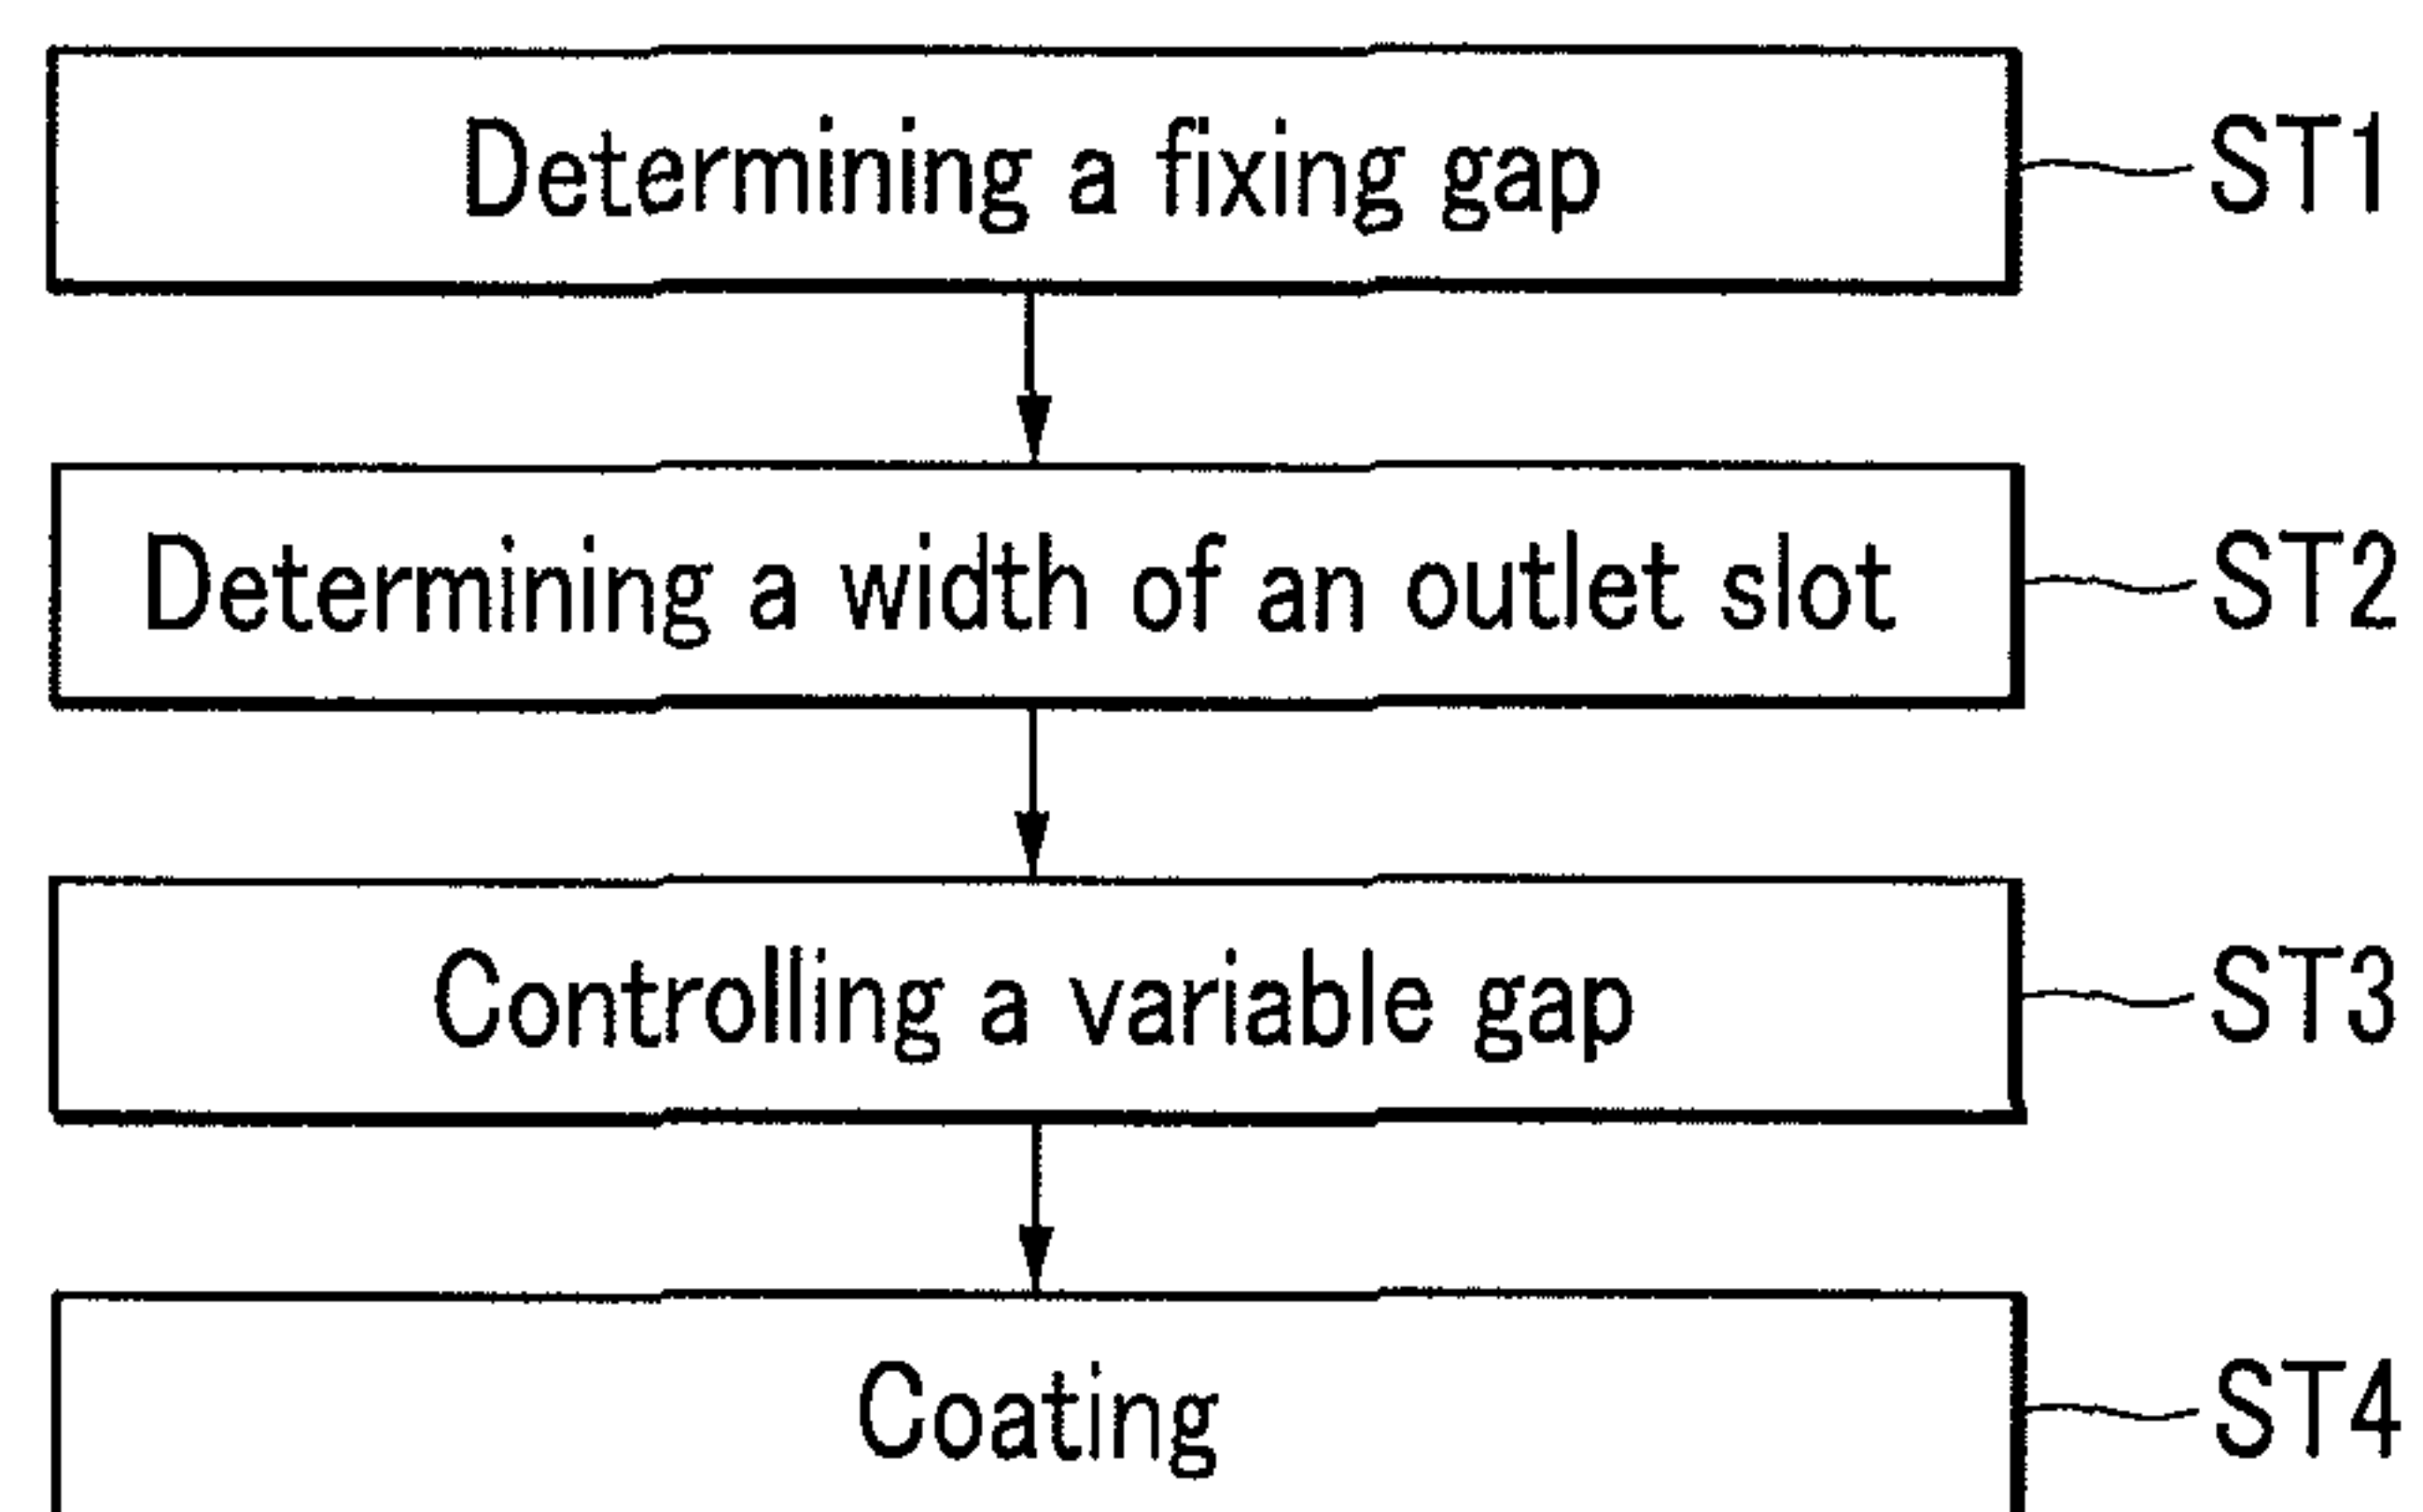 Determining a fixing gap ST1
Determining a width of an outlet slot ST2
Controlling a variable gap ST3
Coating ST4